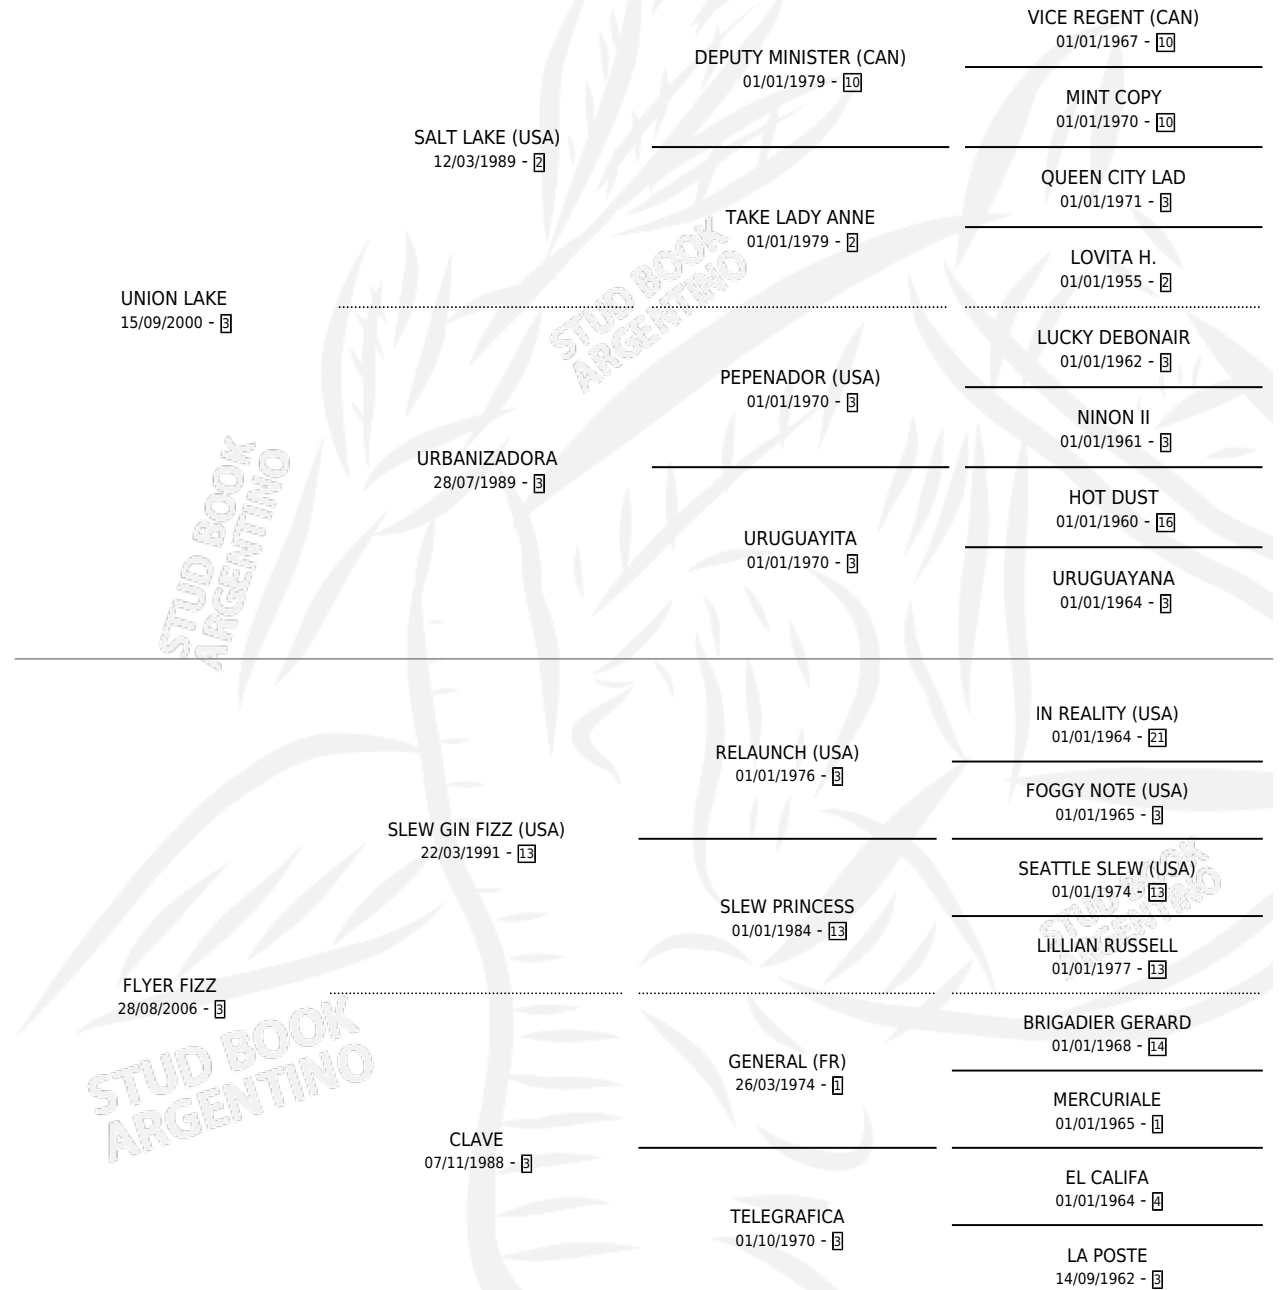 VICE REGENT (CAN)
01/01/1967 - 10
DEPUTY MINISTER (CAN)
01/01/1979 - 10
MINT COPY
01/01/1970 - 10
SALT LAKE (USA)
12/03/1989 - 2
QUEEN CITY LAD
01/01/1971 - 3
TAKE LADY ANNE
01/01/1979 - 2
LOVITA H.
01/01/1955 - 2
UNION LAKE
15/09/2000 - 3
LUCKY DEBONAIR
01/01/1962 - 3
PEPENADOR (USA)
01/01/1970 - 3
NINON II
01/01/1961 - 3
URBANIZADORA
28/07/1989 - 3
HOT DUST
01/01/1960 - 16
URUGUAYITA
01/01/1970 - 3
URUGUAYANA
01/01/1964 - 3
STUD BOOK
ARGENTINO
STUD BOOK
ARGENTINO
IN REALITY (USA)
01/01/1964 - 21
RELAUNCH (USA)
01/01/1976 - 3
FOGGY NOTE (USA)
01/01/1965 - 3
SLEW GIN FIZZ (USA)
22/03/1991 - 13
SEATTLE SLEW (USA)
01/01/1974 - 13
SLEW PRINCESS
01/01/1984 - 13
LILLIAN RUSSELL
01/01/1977 - 13
FLYER FIZZ
28/08/2006 - 3
BRIGADIER GERARD
01/01/1968 - 14
GENERAL (FR)
26/03/1974 - 1
MERCURIALE
01/01/1965 - 1
CLAVE
07/11/1988 - 3
EL CALIFA
01/01/1964 - 4
TELEGRAFICA
01/10/1970 - 3
LA POSTE
14/09/1962 - 3
STUD BOOK
ARGENTINO
STUD BOOK
ARGENTINO